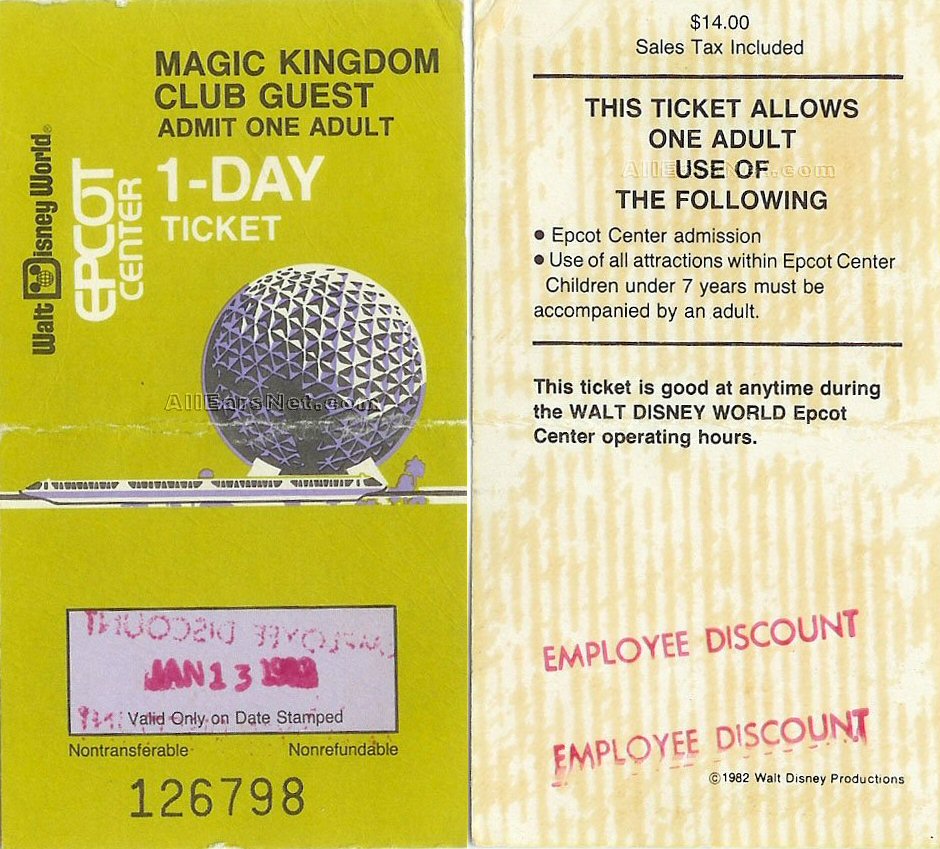 MAGIC KINGDOM
CLUB GUEST
ADMIT ONE ADULT
Walt Disney World®
EPCOT
CENTER
1-DAY
TICKET
AllEarsNet.com
EMPLOYEE DISCOUNT
JAN 13
Valid Only on Date Stamped
Nontransferable
Nonrefundable
126798
$14.00
Sales Tax Included
THIS TICKET ALLOWS
ONE ADULT
AllEarsNet.com
USE OF
THE FOLLOWING
● Epcot Center admission
● Use of all attractions within Epcot Center
Children under 7 years must be
accompanied by an adult.
This ticket is good at anytime during
the WALT DISNEY WORLD Epcot
Center operating hours.
EMPLOYEE DISCOUNT
EMPLOYEE DISCOUNT
©1982 Walt Disney Productions